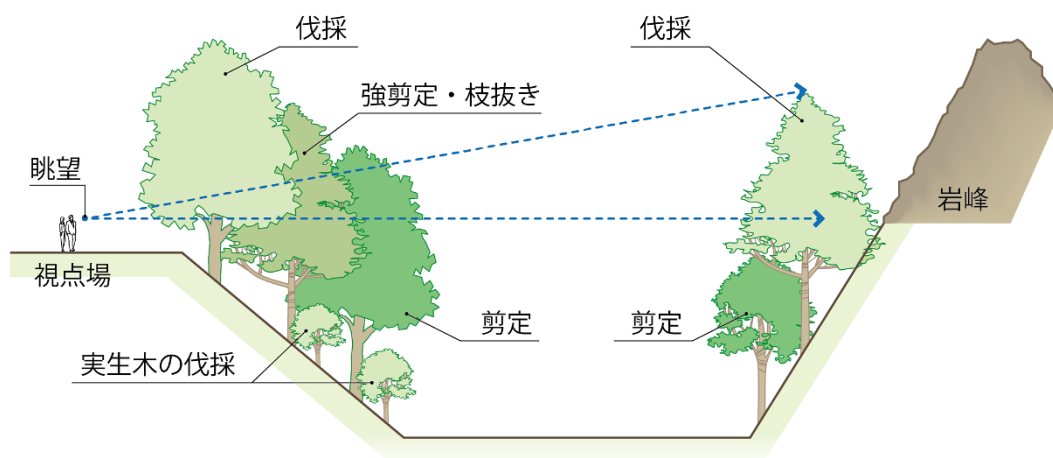 伐採
伐採
強剪定・枝抜き
眺望
岩峰
視点場
剪定
剪定
実生木の伐採